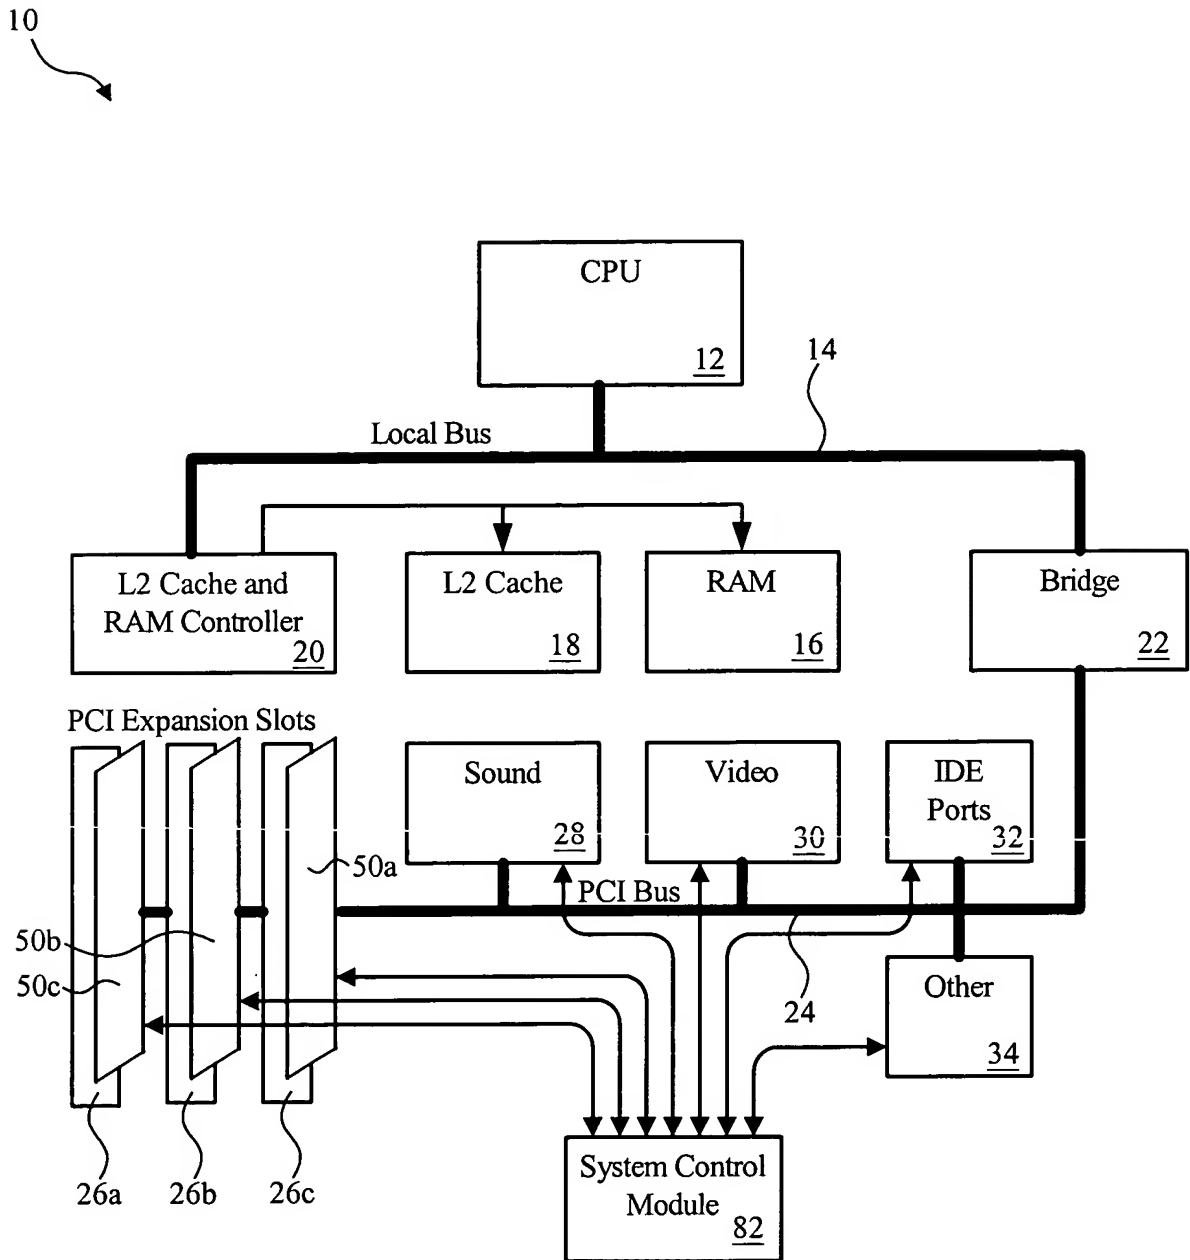 10
CPU
12
14
Local Bus
L2 Cache and
RAM Controller
20
L2 Cache
18
RAM
16
Bridge
22
PCI Expansion Slots
Sound
28
Video
30
IDE
Ports
32
50a
PCI Bus
50b
50c
24
Other
34
26a
26b
26c
System Control
Module
82